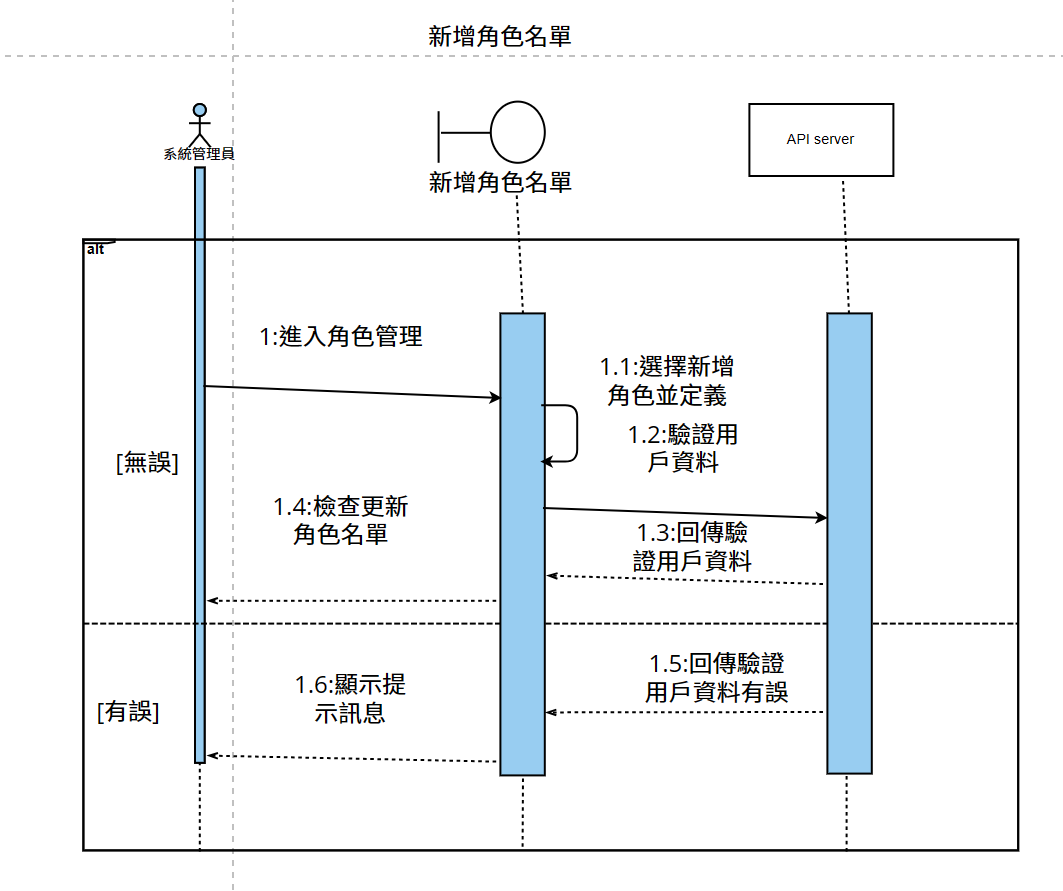 新增角色名單
系統管理員
新增角色名單
API server
alt
1:進入角色管理
1.1:選擇新增
角色並定義
1.2:驗證用
戶資料
[無誤]
1.4:檢查更新
角色名單
1.3:回傳驗
證用戶資料
1.5:回傳驗證
用戶資料有誤
1.6:顯示提
示訊息
[有誤]